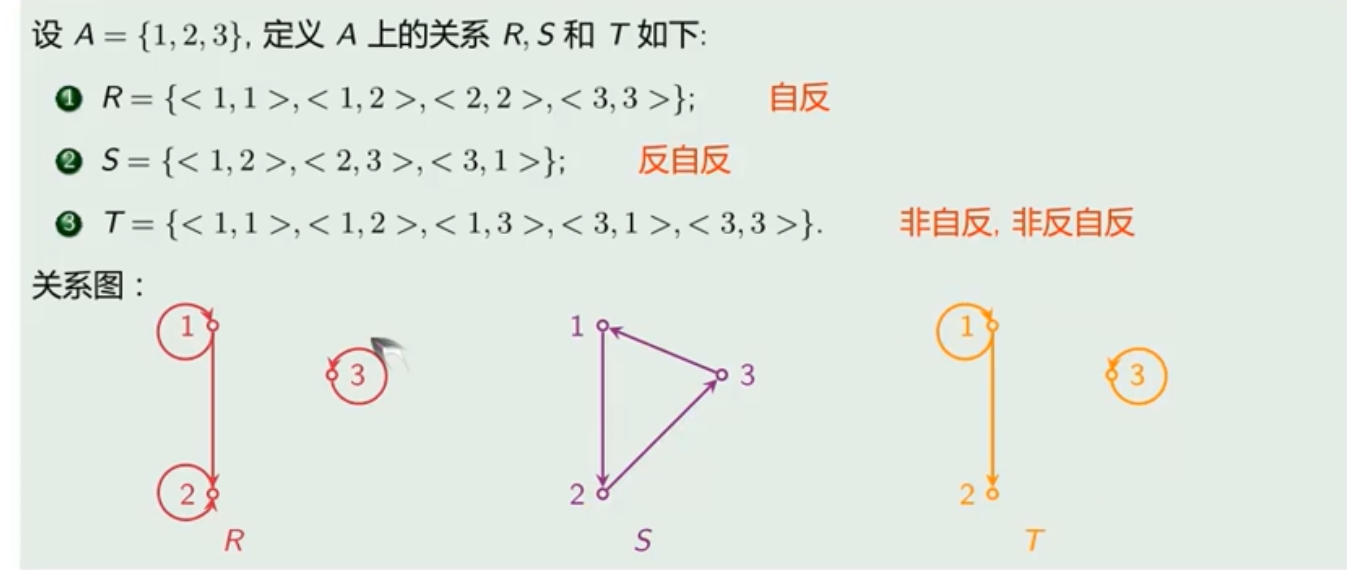 设 A = {1, 2, 3}, 定义 A 上的关系 R, S 和 T 如下:
1 R = {< 1, 1 >, < 1, 2 >, < 2, 2 >, < 3, 3 >}; 自反
2 S = {< 1, 2 >, < 2, 3 >, < 3, 1 >}; 反自反
3 T = {< 1, 1 >, < 1, 2 >, < 1, 3 >, < 3, 1 >, < 3, 3 >}. 非自反, 非反自反
关系图：
1 1 1
3 3 3
2 2 2
R S T